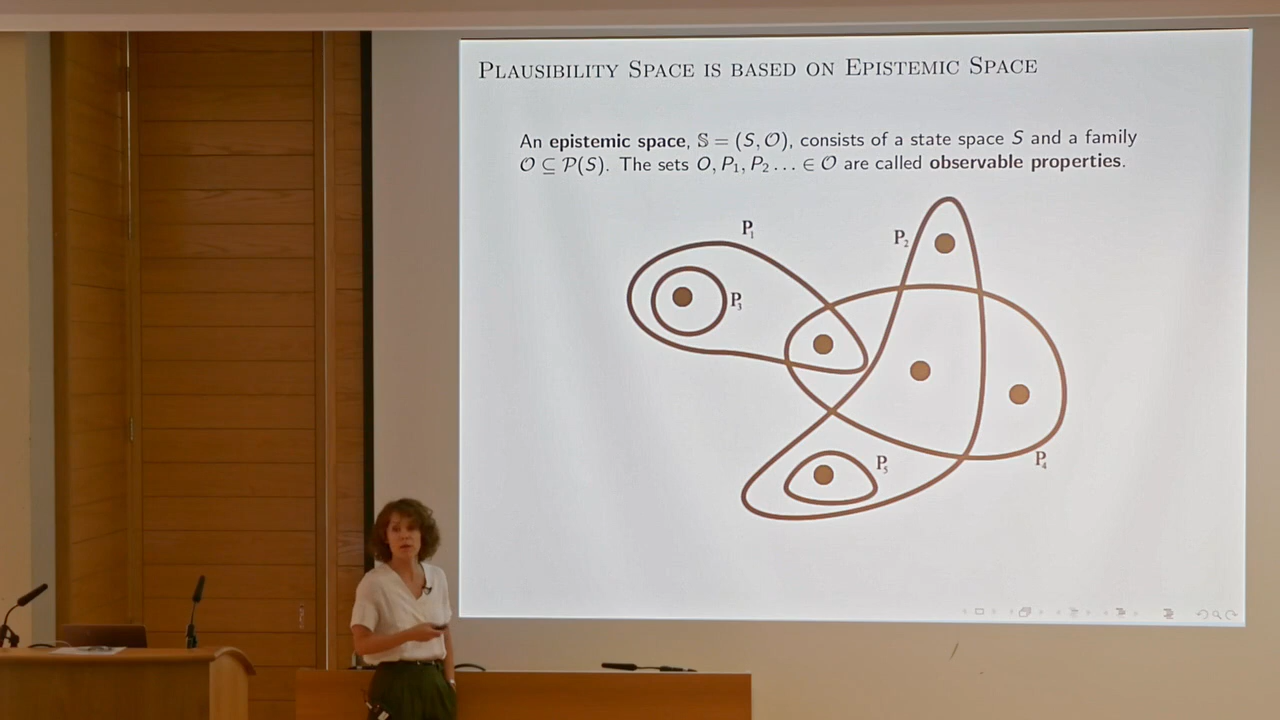 PLAUSIBILITY SPACE IS BASED ON EPISTEMIC SPACE
An epistemic space, 𝕊 = (S, 𝒪), consists of a state space S and a family
𝒪 ⊆ 𝒫(S). The sets O, P₁, P₂ … ∈ 𝒪 are called observable properties.
P₁
P₂
P₃
P₅
P₄